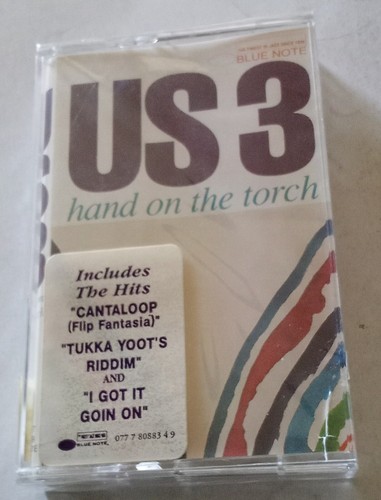 BLUE NOTE
US 3
hand on the torch
Includes
The Hits
"CANTALOOP
(Flip Fantasia)"
"TUKKA YOOT'S
RIDDIM"
AND
"I GOT IT
GOIN ON"
BLUE NOTE
077 7 80883 4 9